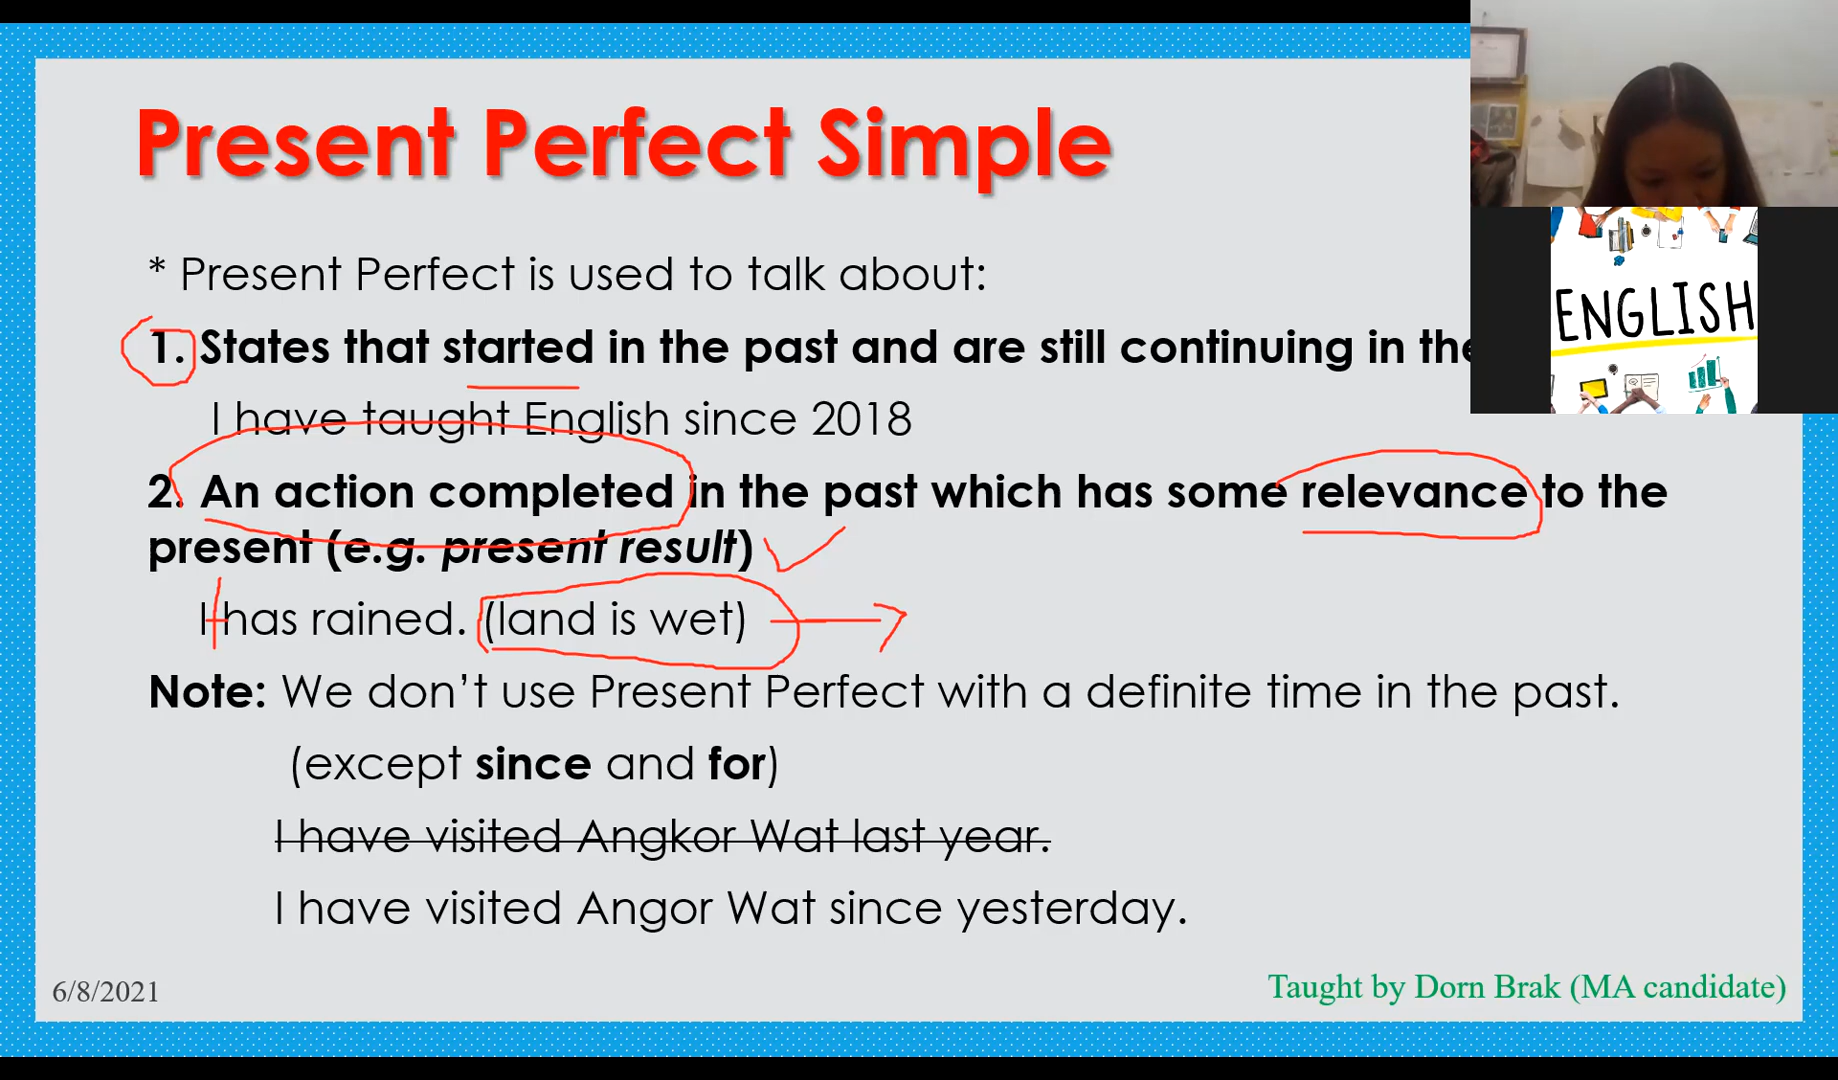 Present Perfect Simple
* Present Perfect is used to talk about:
1. States that started in the past and are still continuing in the
I have taught English since 2018
2. An action completed in the past which has some relevance to the
present (e.g. present result)
I has rained. (land is wet)
Note: We don’t use Present Perfect with a definite time in the past.
(except since and for)
I have visited Angkor Wat last year.
I have visited Angor Wat since yesterday.
6/8/2021
Taught by Dorn Brak (MA candidate)
ENGLISH